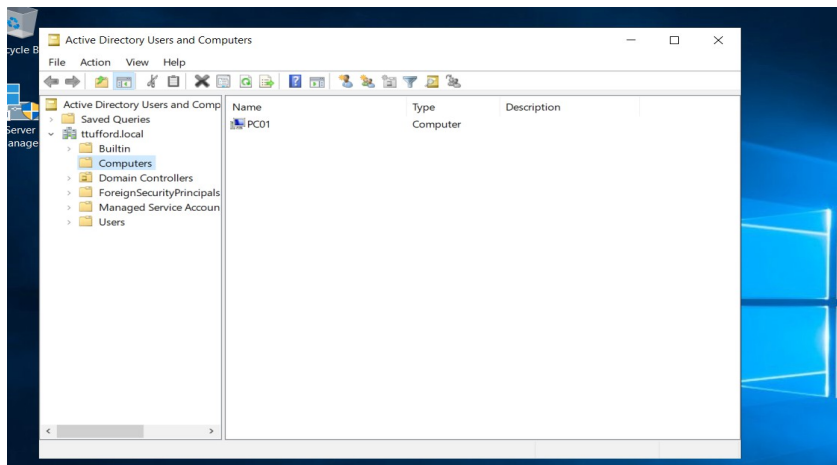 cycle B
Server
anage
Active Directory Users and Computers
File Action View Help
Active Directory Users and Comp
Saved Queries
ttufford.local
Builtin
Computers
Domain Controllers
ForeignSecurityPrincipals
Managed Service Accoun
Users
Name Type Description
PC01 Computer